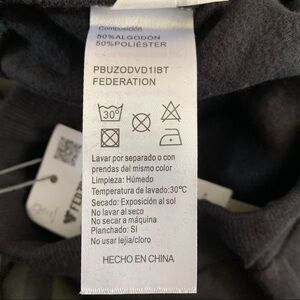 Composición
50%ALGODÓN
50%POLIÉSTER
PBUZODVD1IBT
FEDERATION
30°
Lavar por separado o con
prendas del mismo color
Limpieza: Húmedo
Temperatura de lavado:30°C
Secado: Exposición al sol
No lavar al seco
No secar a máquina
Planchado: SI
No usar lejía/cloro
HECHO EN CHINA